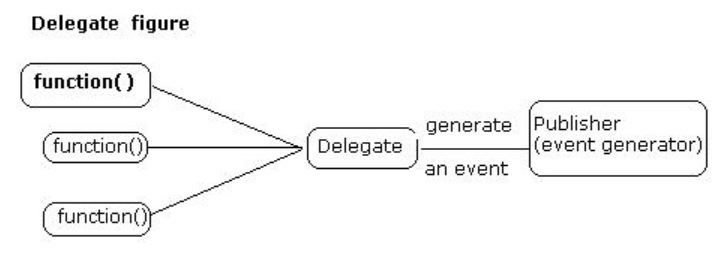 Delegate figure
function( )
function()
function()
Delegate
generate
an event
Publisher
(event generator)